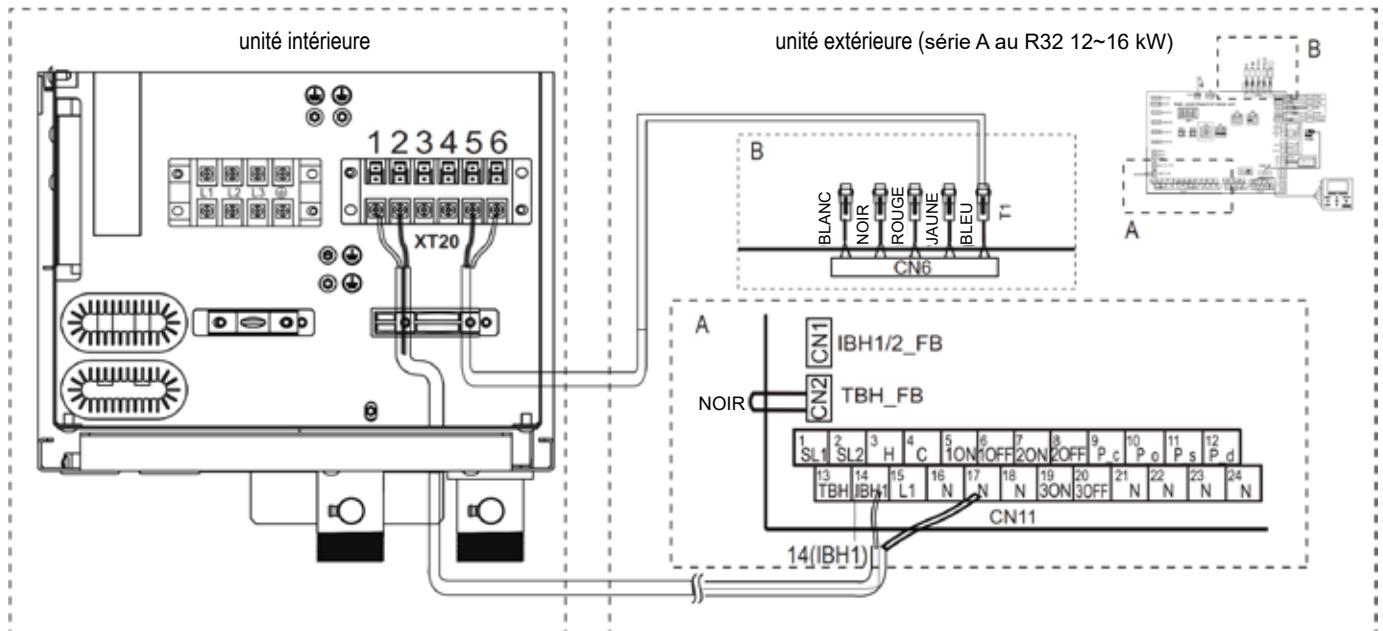 unité intérieure
unité extérieure (série A au R32 12~16 kW)
B
A
L1 L2 L3
1 2 3 4 5 6
XT20
B
BLANC
NOIR
ROUGE
JAUNE
BLEU
T1
CN6
A
CN1 IBH1/2_FB
NOIR CN2 TBH_FB
1 SL1 2 SL2 3 H 4 C 5 1ON 6 1OFF 7 2ON 8 2OFF 9 P_c 10 P_o 11 P_s 12 P_d
13 TBH 14 IBH1 15 L1 16 N 17 N 18 N 19 3ON 20 3OFF 21 N 22 N 23 N 24 N
CN11
14(IBH1)